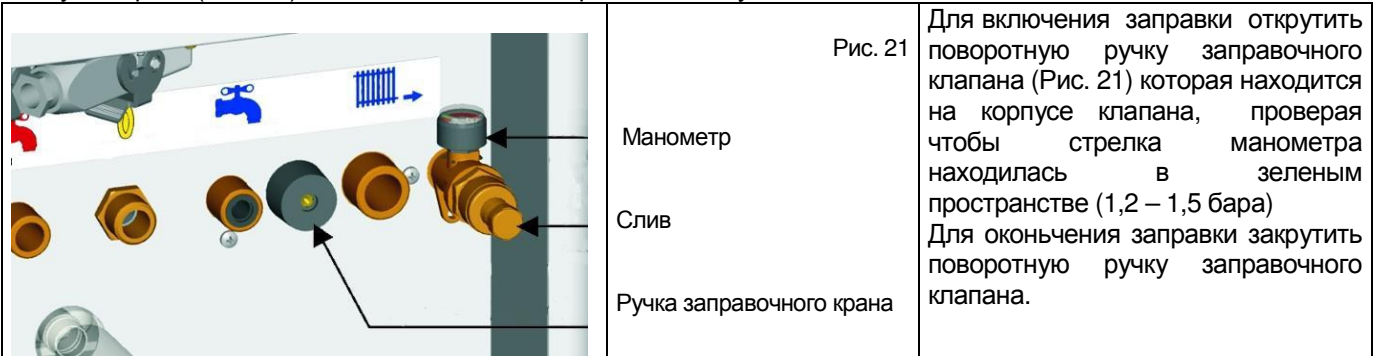 Рис. 21
Манометр
Слив
Ручка заправочного крана
Для включения заправки открутить
поворотную ручку заправочного
клапана (Рис. 21) которая находится
на корпусе клапана, проверая
чтобы стрелка манометра
находилась в зеленым
пространстве (1,2 – 1,5 бара)
Для оконьчения заправки закрутить
поворотную ручку заправочного
клапана.